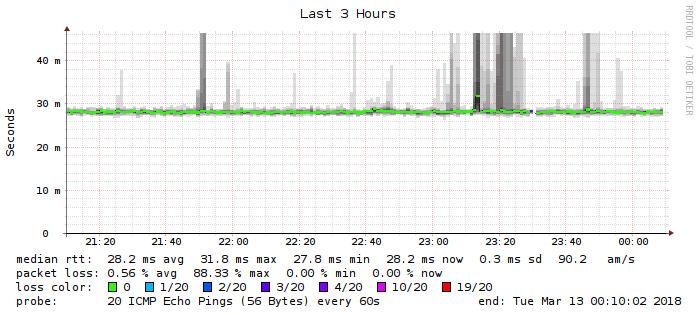 Last 3 Hours
RRDTOOL / TOBI OETIKER
Seconds
40 m
30 m
20 m
10 m
0
21:20 21:40 22:00 22:20 22:40 23:00 23:20 23:40 00:00
median rtt: 28.2 ms avg 31.8 ms max 27.8 ms min 28.2 ms now 0.3 ms sd 90.2 am/s
packet loss: 0.56 % avg 88.33 % max 0.00 % min 0.00 % now
loss color: 0 1/20 2/20 3/20 4/20 10/20 19/20
probe: 20 ICMP Echo Pings (56 Bytes) every 60s end: Tue Mar 13 00:10:02 2018